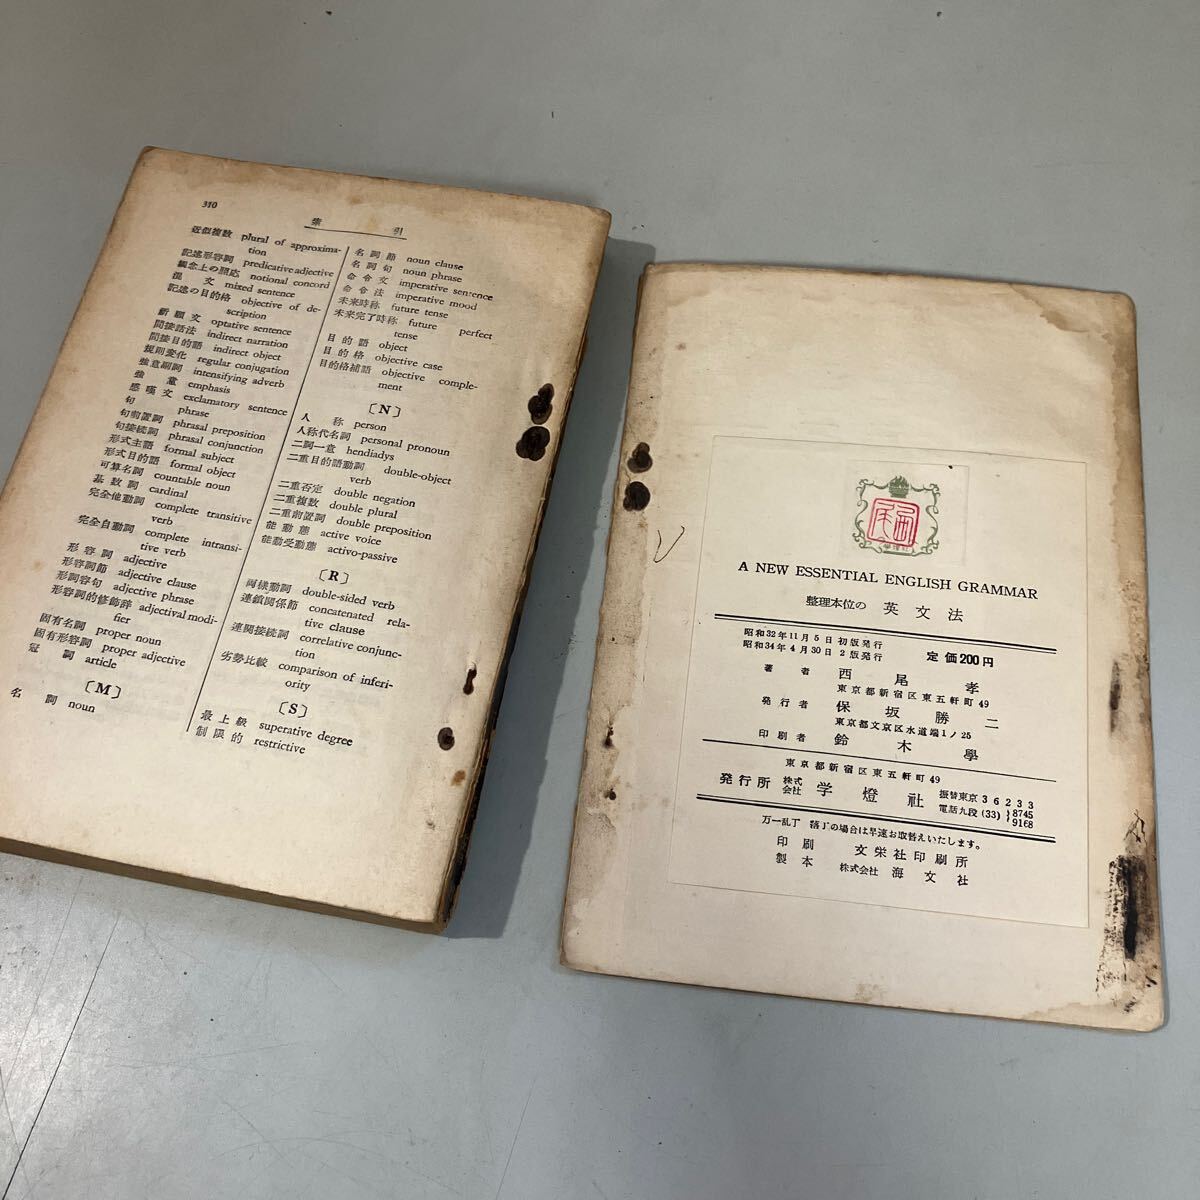 310
索引
近似複数 plural of approxima-
tion
記述形容詞 predicative adjective
観念上の照応 notional concord
混文 mixed sentence
記述の目的格 objective of de-
scription
祈願文 optative sentence
間接話法 indirect narration
間接目的語 indirect object
規則変化 regular conjugation
強意副詞 intensifying adverb
強意 emphasis
感嘆文 exclamatory sentence
句 phrase
句前置詞 phrasal preposition
句接続詞 phrasal conjunction
形式主語 formal subject
形式目的語 formal object
可算名詞 countable noun
基数詞 cardinal
完全他動詞 complete transitive
verb
完全自動詞 complete intransi-
tive verb
形容詞 adjective
形容詞節 adjective clause
形容詞句 adjective phrase
形容詞的修飾辞 adjectival modi-
fier
固有名詞 proper noun
固有形容詞 proper adjective
冠詞 article
〔M〕
名詞 noun
名詞節 noun clause
名詞句 noun phrase
命令文 imperative sentence
命令法 imperative mood
未来時称 future tense
未来完了時称 future perfect
tense
目的語 object
目的格 objective case
目的格補語 objective comple-
ment
〔N〕
人称 person
人称代名詞 personal pronoun
二詞一意 hendiadys
二重目的語動詞 double-object
verb
二重否定 double negation
二重複数 double plural
二重前置詞 double preposition
能動態 active voice
能動受動態 activo-passive
〔R〕
両様動詞 double-sided verb
連鎖関係節 concatenated rela-
tive clause
連関接続詞 correlative conjunc-
tion
劣勢比較 comparison of inferi-
ority
〔S〕
最上級 superative degree
制限的 restrictive
A NEW ESSENTIAL ENGLISH GRAMMAR
整理本位の 英文法
昭和32年11月5日 初版発行
昭和34年4月30日 2版発行 定価200円
著者 西尾孝
東京都新宿区東五軒町49
発行者 保坂勝二
東京都文京区水道端1ノ25
印刷者 鈴木學
東京都新宿区東五軒町49
発行所 株式会社 学燈社 振替東京36233
電話九段(33) 8745
9168
万一乱丁 落丁の場合は早速お取替えいたします。
印刷 文栄社印刷所
製本 株式会社 海文社